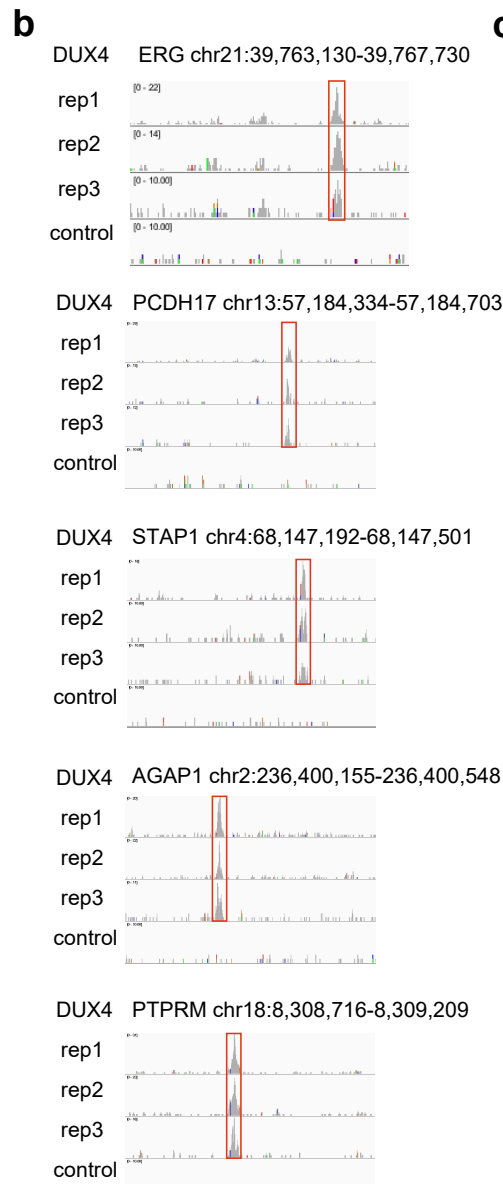 b
DUX4 ERG chr21:39,763,130-39,767,730
rep1 [0 - 22]
rep2 [0 - 14]
rep3 [0 - 10.00]
control [0 - 10.00]
DUX4 PCDH17 chr13:57,184,334-57,184,703
rep1
rep2
rep3
control
DUX4 STAP1 chr4:68,147,192-68,147,501
rep1
rep2
rep3
control
DUX4 AGAP1 chr2:236,400,155-236,400,548
rep1
rep2
rep3
control
DUX4 PTPRM chr18:8,308,716-8,309,209
rep1
rep2
rep3
control